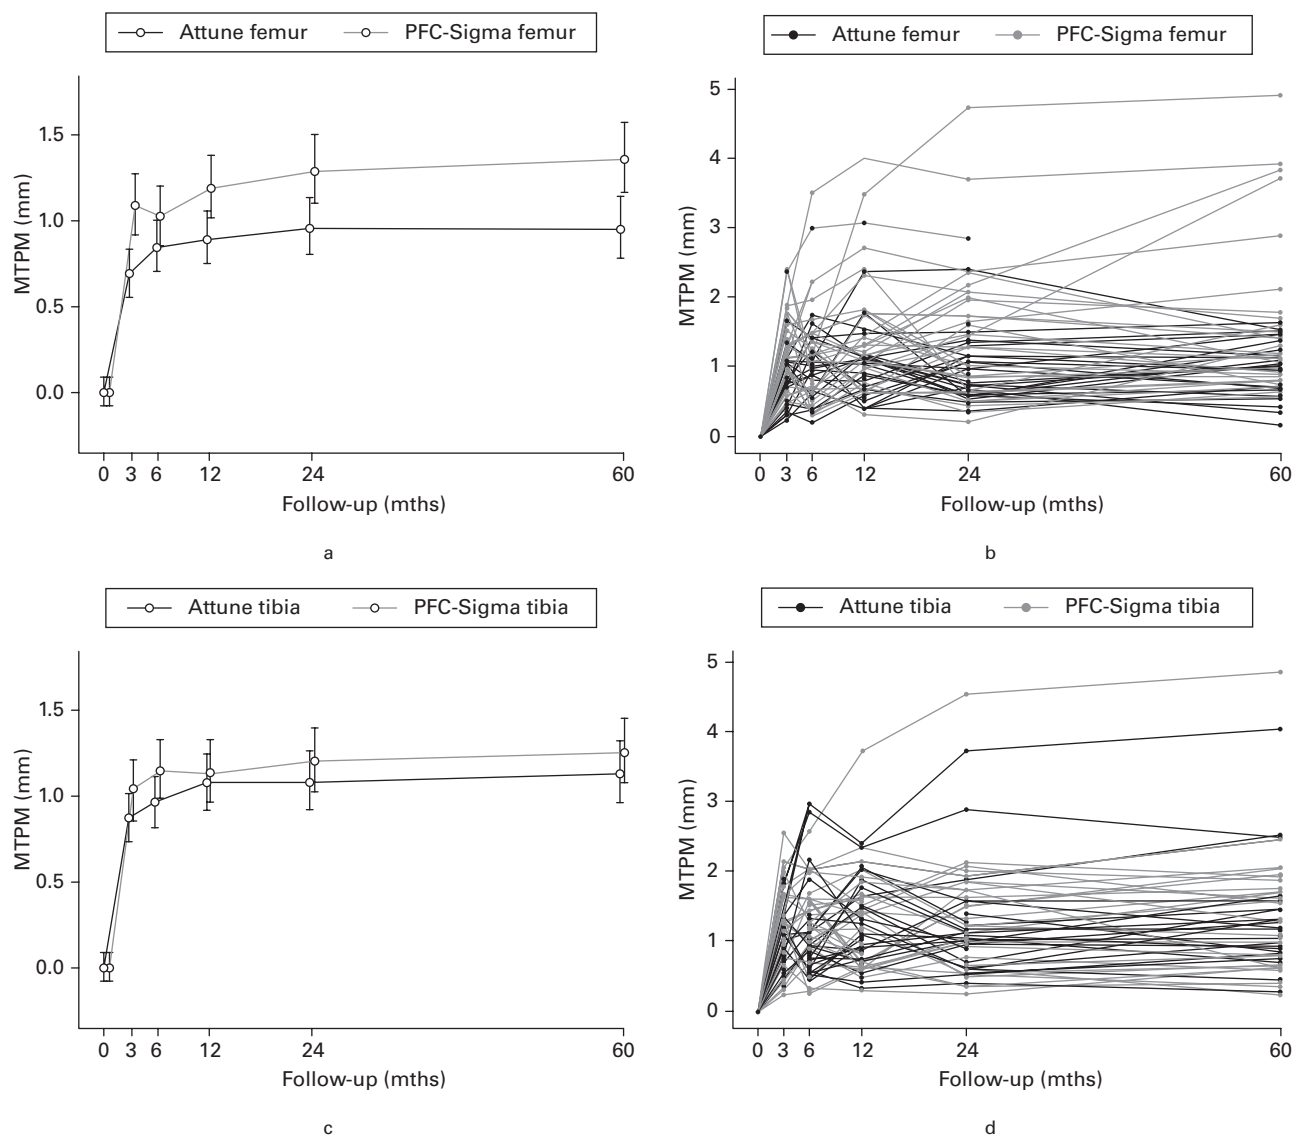 Attune femur PFC-Sigma femur
MTPM (mm)
1.5
1.0
0.5
0.0
0 3 6 12 24 60
Follow-up (mths)
a
Attune femur PFC-Sigma femur
MTPM (mm)
5
4
3
2
1
0
0 3 6 12 24 60
Follow-up (mths)
b
Attune tibia PFC-Sigma tibia
MTPM (mm)
1.5
1.0
0.5
0.0
0 3 6 12 24 60
Follow-up (mths)
c
Attune tibia PFC-Sigma tibia
MTPM (mm)
5
4
3
2
1
0
0 3 6 12 24 60
Follow-up (mths)
d